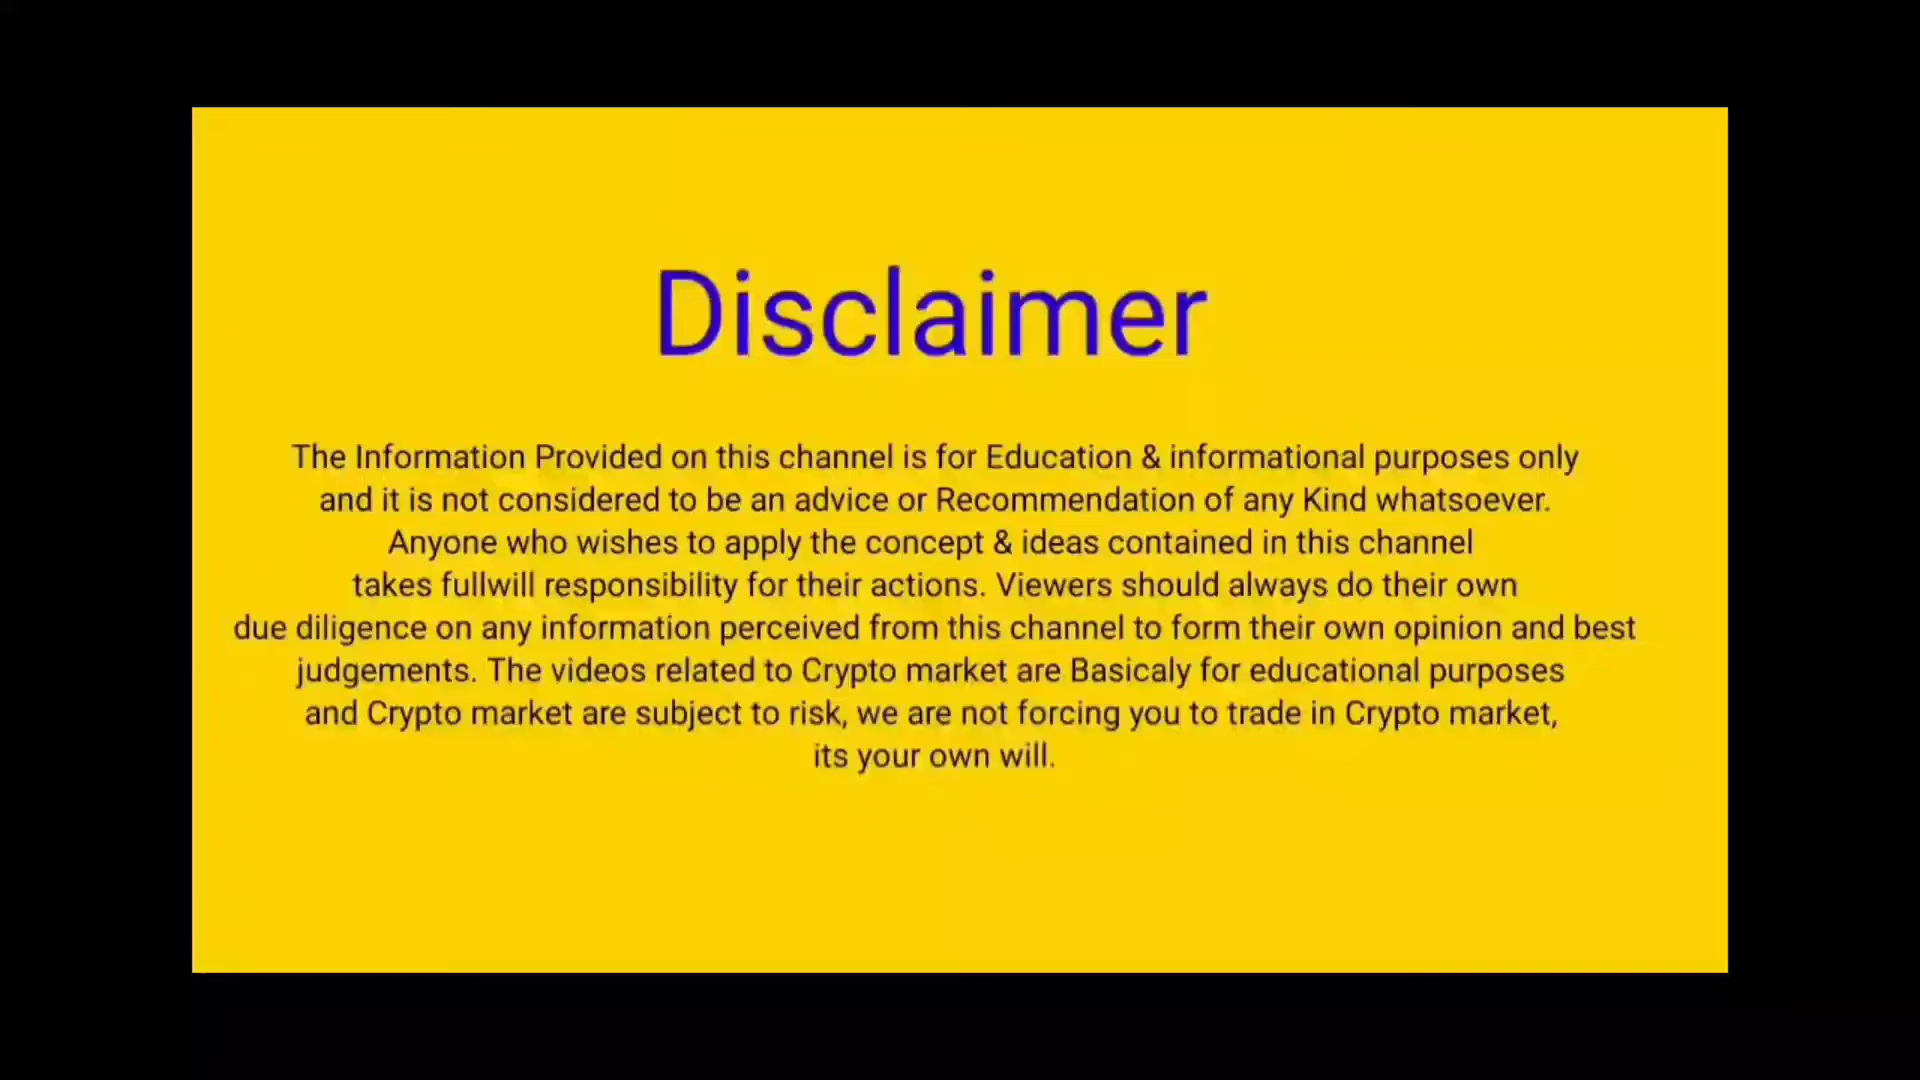 Disclaimer
The Information Provided on this channel is for Education & informational purposes only
and it is not considered to be an advice or Recommendation of any Kind whatsoever.
Anyone who wishes to apply the concept & ideas contained in this channel
takes fullwill responsibility for their actions. Viewers should always do their own
due diligence on any information perceived from this channel to form their own opinion and best
judgements. The videos related to Crypto market are Basicaly for educational purposes
and Crypto market are subject to risk, we are not forcing you to trade in Crypto market,
its your own will.